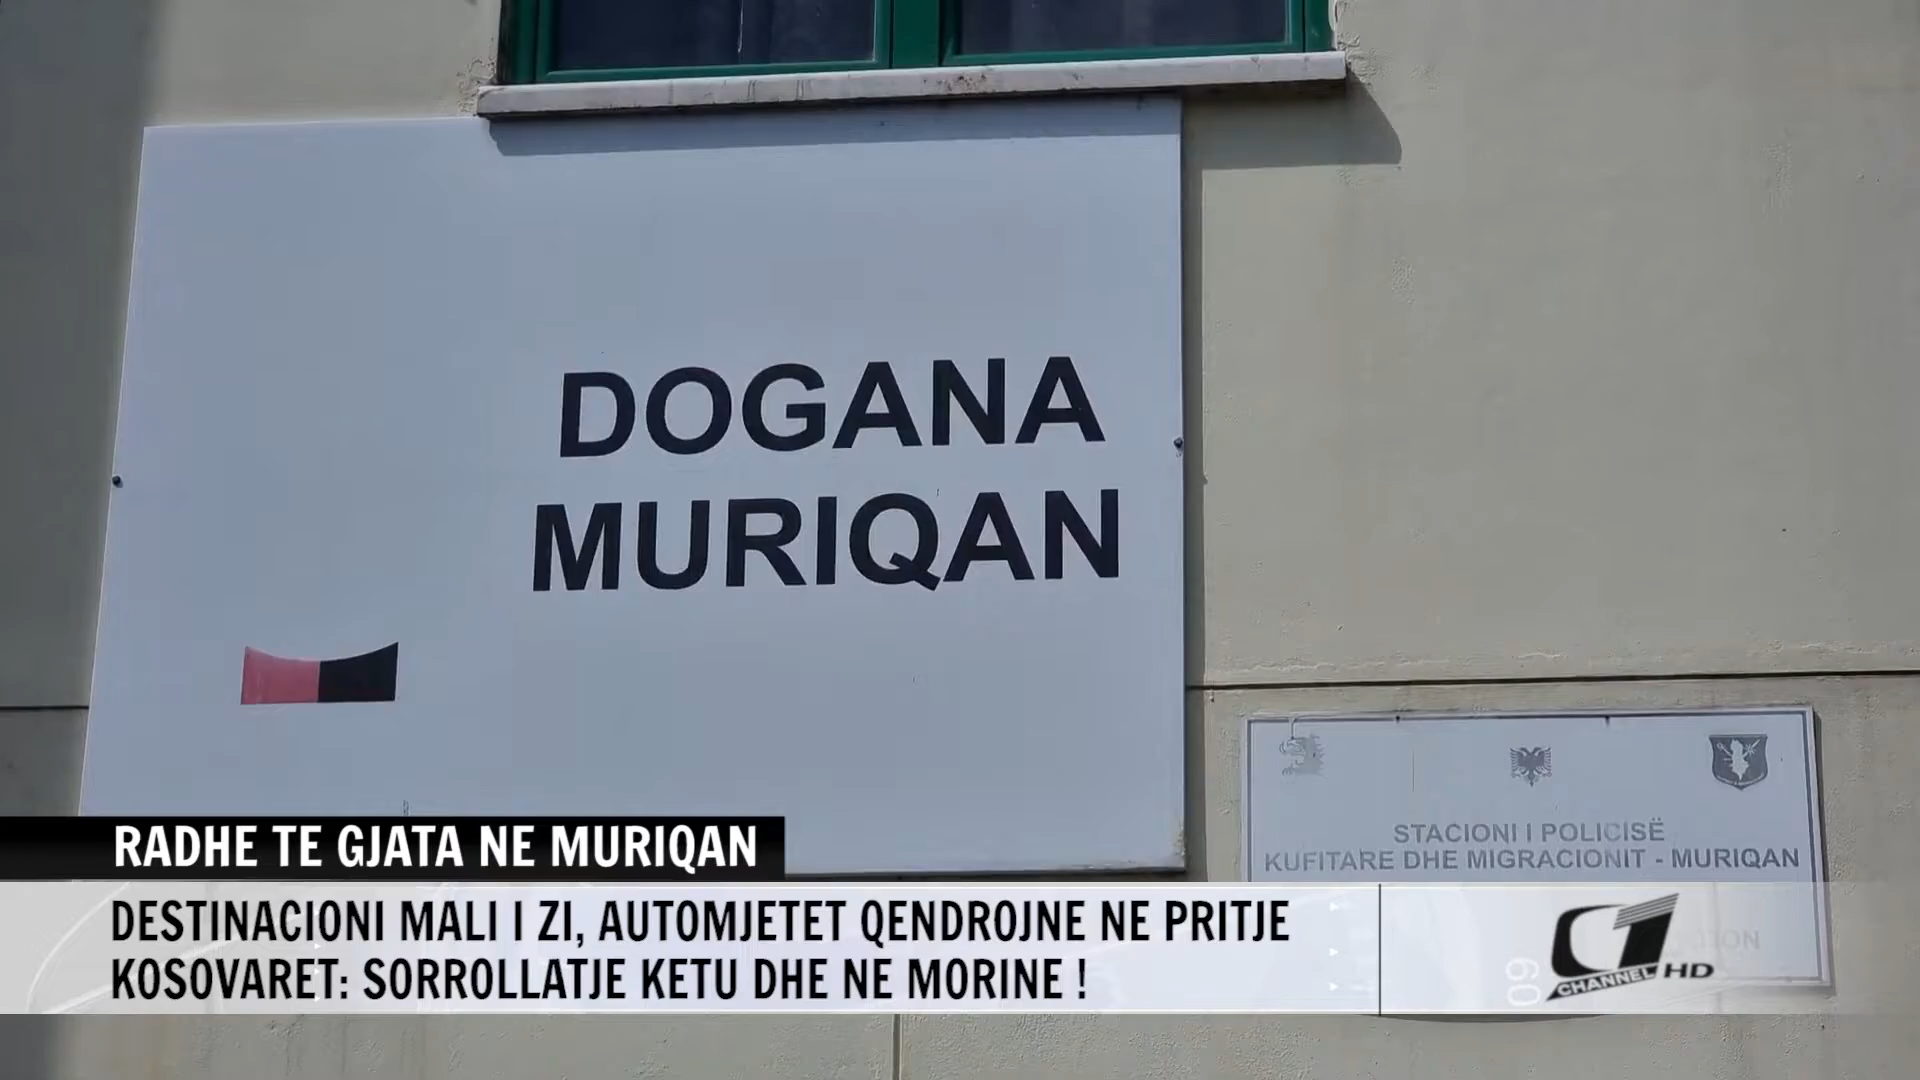 DOGANA
MURIQAN
STACIONI I POLICISË
KUFITARE DHE MIGRACIONIT - MURIQAN
RADHE TE GJATA NE MURIQAN
DESTINACIONI MALI I ZI, AUTOMJETET QENDROJNE NE PRITJE
KOSOVARET: SORROLLATJE KETU DHE NE MORINE !
CHANNEL HD